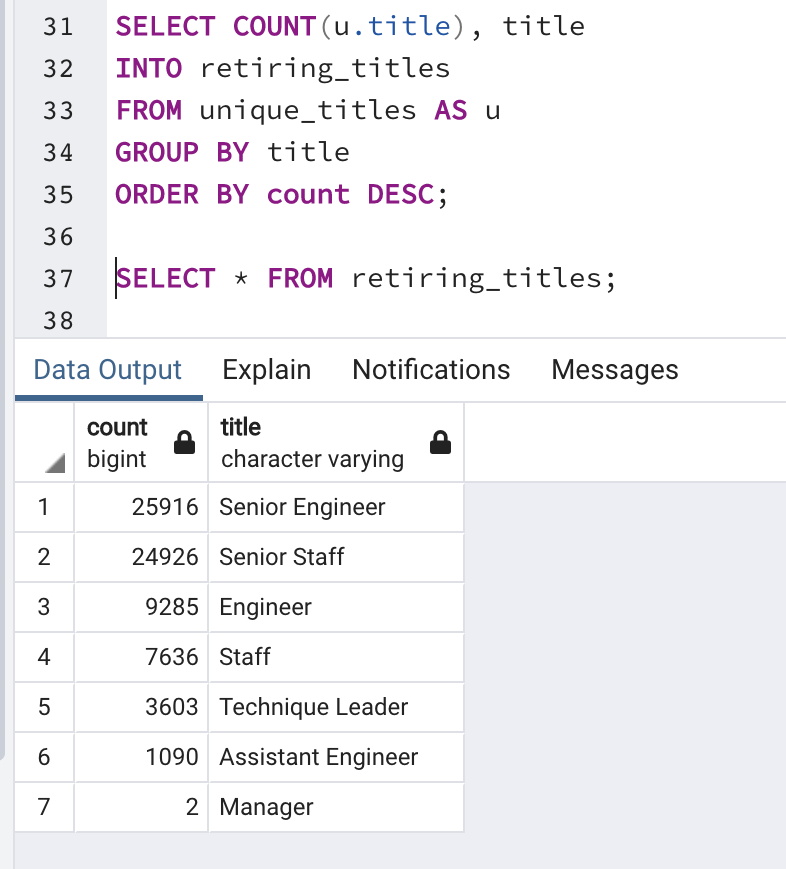 31 SELECT COUNT(u.title), title
32 INTO retiring_titles
33 FROM unique_titles AS u
34 GROUP BY title
35 ORDER BY count DESC;
36
37 SELECT * FROM retiring_titles;
38
Data Output Explain Notifications Messages
count title
bigint character varying
1 25916 Senior Engineer
2 24926 Senior Staff
3 9285 Engineer
4 7636 Staff
5 3603 Technique Leader
6 1090 Assistant Engineer
7 2 Manager